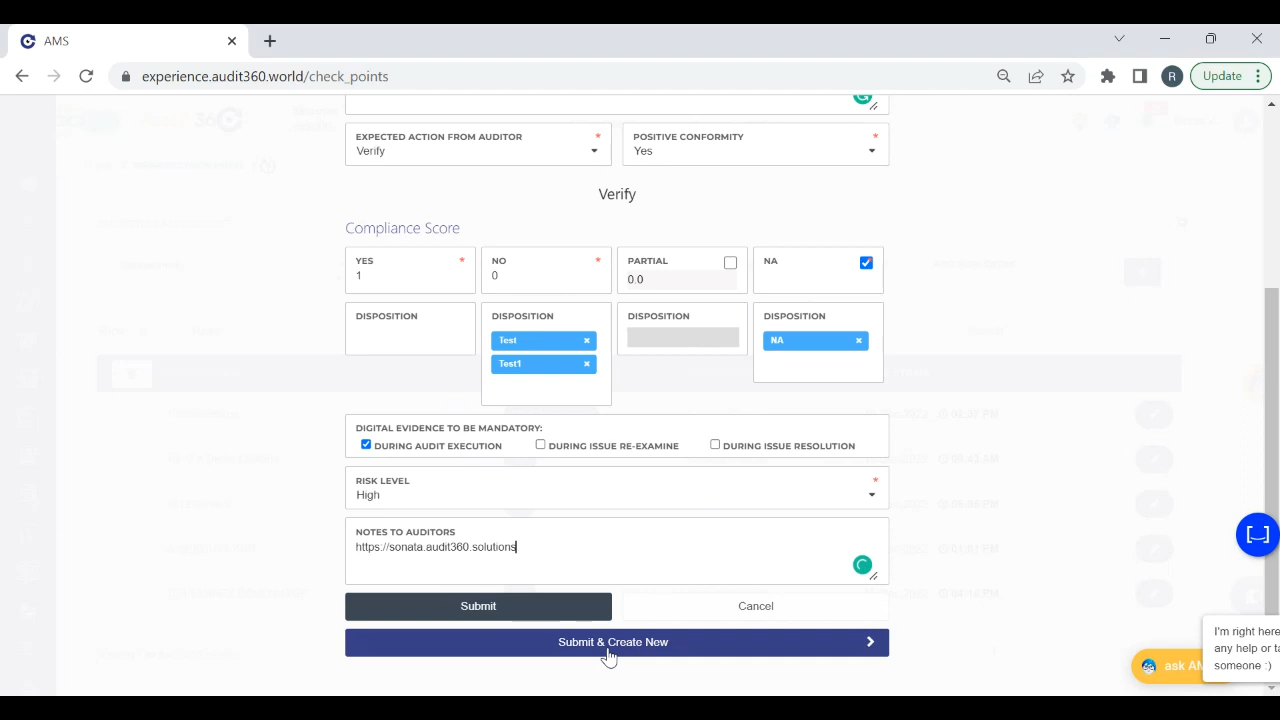 AMS
experience.audit360.world/check_points
R
Update
EXPECTED ACTION FROM AUDITOR *
Verify
POSITIVE CONFORMITY *
Yes
Verify
Compliance Score
YES *
1
NO *
0
PARTIAL
0.0
NA
DISPOSITION
DISPOSITION
Test
Test1
DISPOSITION
DISPOSITION
NA
DIGITAL EVIDENCE TO BE MANDATORY:
DURING AUDIT EXECUTION
DURING ISSUE RE-EXAMINE
DURING ISSUE RESOLUTION
RISK LEVEL *
High
NOTES TO AUDITORS
https://sonata.audit360.solutions
Submit
Cancel
Submit & Create New
I'm right here
any help or ta
someone :)
ask AM